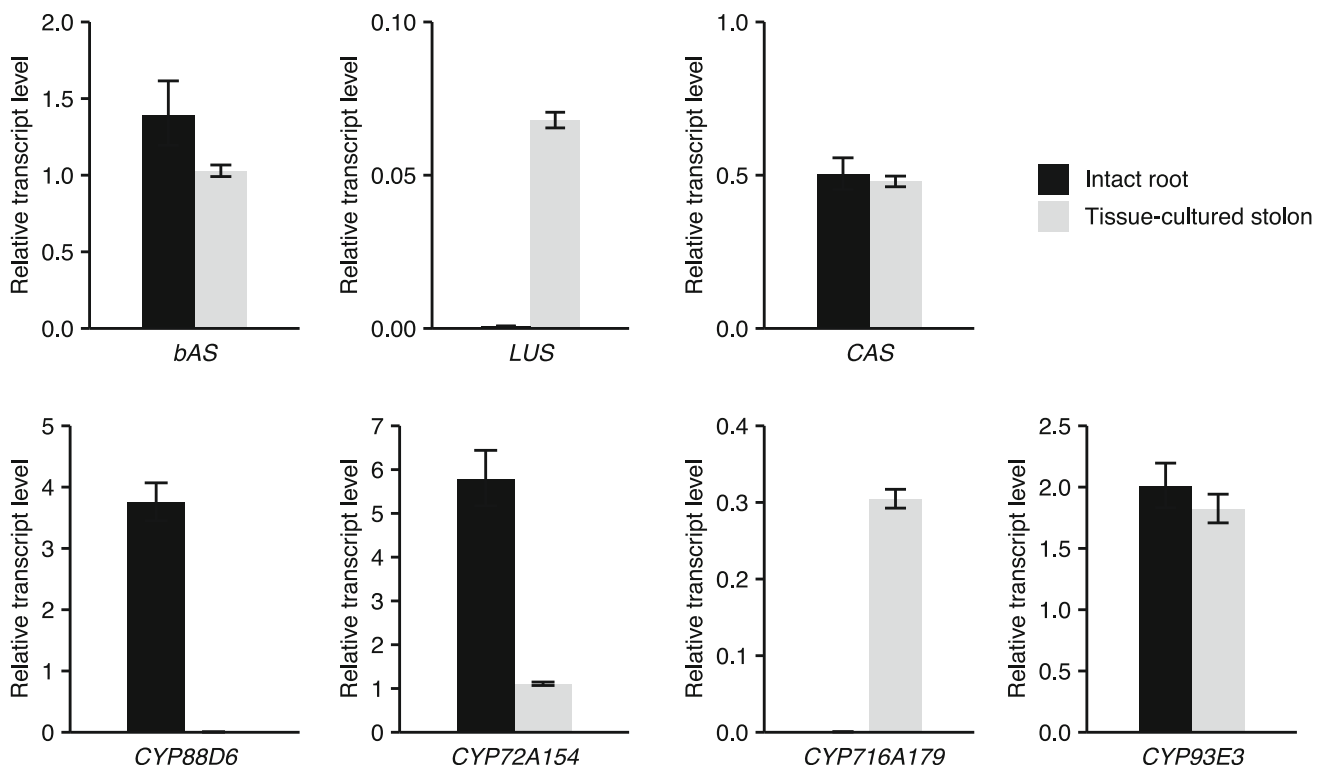 Relative transcript level
2.0
1.5
1.0
0.5
0.0
bAS
Relative transcript level
0.10
0.05
0.00
LUS
Relative transcript level
1.0
0.5
0.0
CAS
Intact root
Tissue-cultured stolon
Relative transcript level
5
4
3
2
1
0
CYP88D6
Relative transcript level
7
6
5
4
3
2
1
0
CYP72A154
Relative transcript level
0.4
0.3
0.2
0.1
0.0
CYP716A179
Relative transcript level
2.5
2.0
1.5
1.0
0.5
0.0
CYP93E3